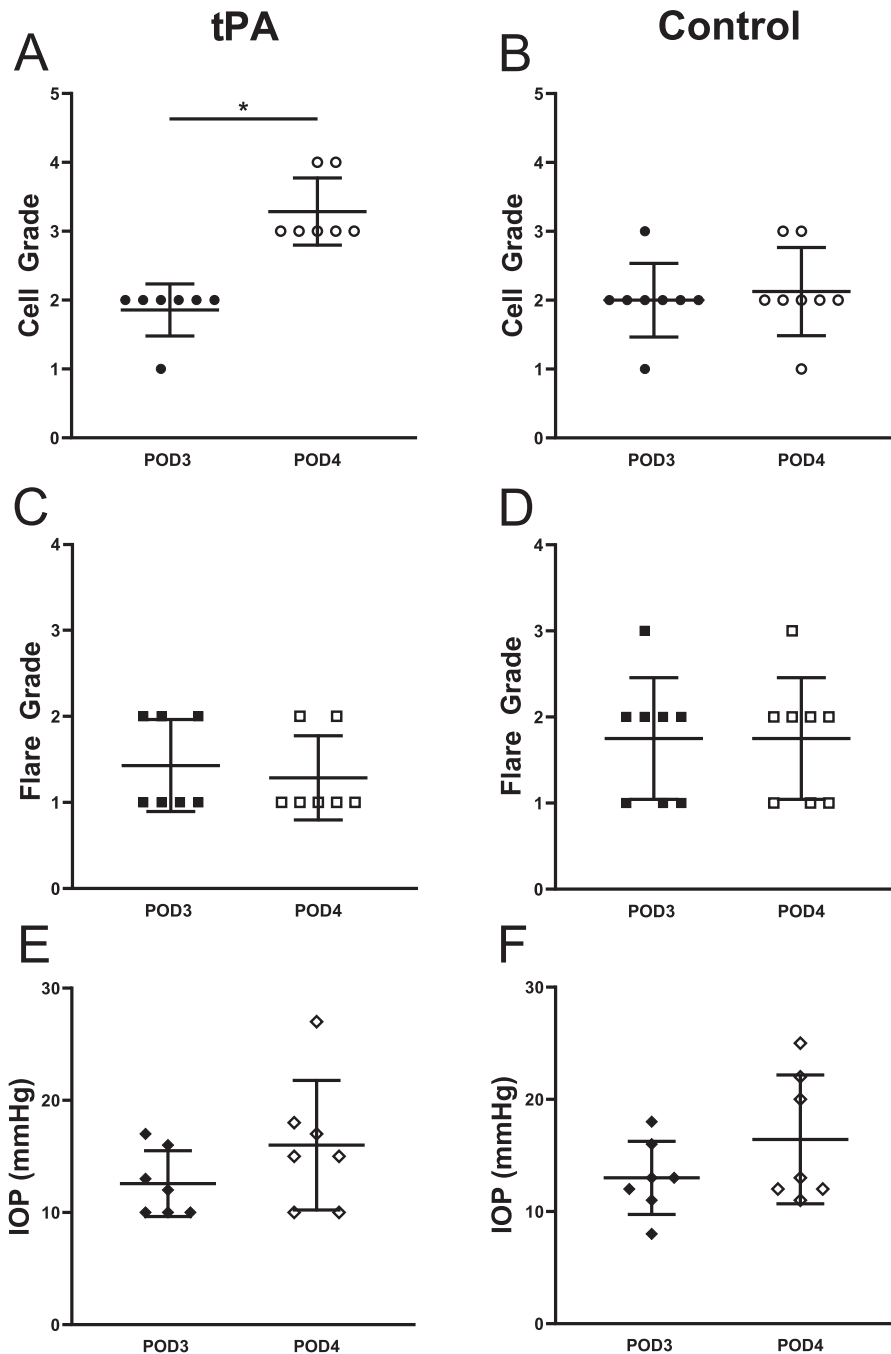 tPA
Control
A
B
5
4
3
2
1
0
Cell Grade
*
POD3
POD4
5
4
3
2
1
0
Cell Grade
POD3
POD4
C
D
4
3
2
1
0
Flare Grade
POD3
POD4
4
3
2
1
0
Flare Grade
POD3
POD4
E
F
30
20
10
0
IOP (mmHg)
POD3
POD4
30
20
10
0
IOP (mmHg)
POD3
POD4